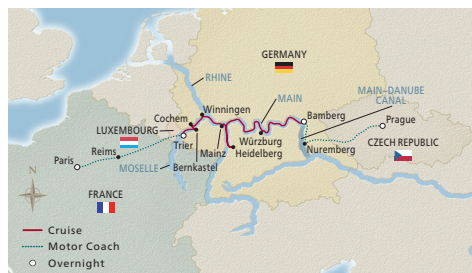 GERMANY
RHINE
MAIN
MAIN–DANUBE
CANAL
Winningen
Cochem
Bamberg
Prague
LUXEMBOURG
Trier
Mainz
Würzburg
Heidelberg
Nuremberg
CZECH REPUBLIC
Reims
Paris
MOSELLE
Bernkastel
N
FRANCE
Cruise
Motor Coach
Overnight